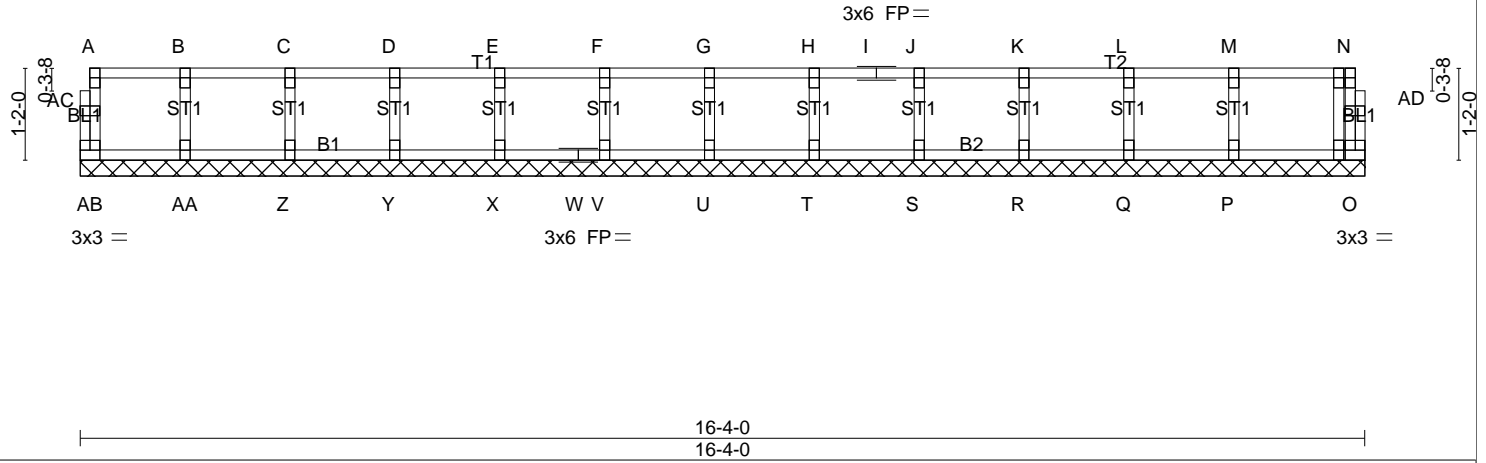 3x6 FP=
A B C D E F G H I J K L M N
T1 T2
0-3-8 0-3-8
1-2-0 1-2-0
AC AD
BL1 ST1 ST1 ST1 ST1 ST1 ST1 ST1 ST1 ST1 ST1 ST1 BL1
B1 B2
AB AA Z Y X W V U T S R Q P O
3x3 = 3x6 FP= 3x3 =
16-4-0
16-4-0